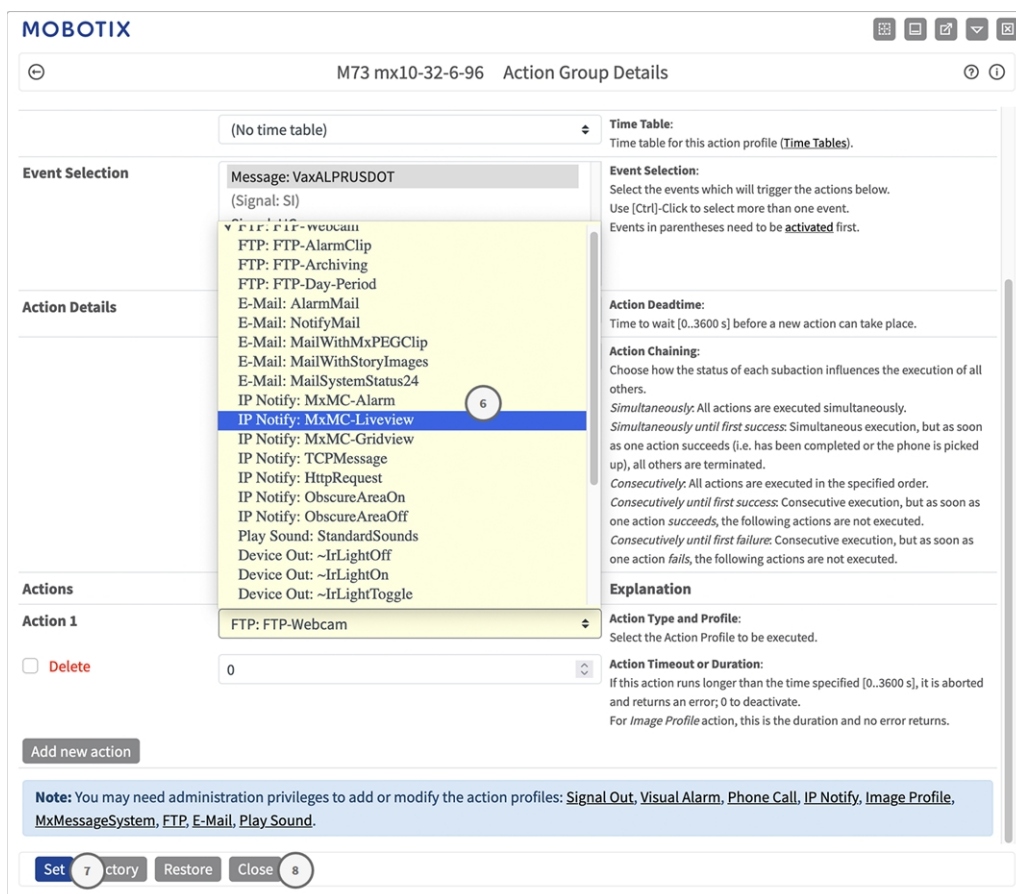 MOBOTIX
M73 mx10-32-6-96 Action Group Details
(No time table)
Time Table:
Time table for this action profile (Time Tables).
Event Selection
Message: VaxALPRUSDOT
(Signal: SI)
Event Selection:
Select the events which will trigger the actions below.
Use [Ctrl]-Click to select more than one event.
Events in parentheses need to be activated first.
FTP: FTP-Webcam
FTP: FTP-AlarmClip
FTP: FTP-Archiving
FTP: FTP-Day-Period
E-Mail: AlarmMail
E-Mail: NotifyMail
E-Mail: MailWithMxPEGClip
E-Mail: MailWithStoryImages
E-Mail: MailSystemStatus24
IP Notify: MxMC-Alarm
6
IP Notify: MxMC-Liveview
IP Notify: MxMC-Gridview
IP Notify: TCPMessage
IP Notify: HttpRequest
IP Notify: ObscureAreaOn
IP Notify: ObscureAreaOff
Play Sound: StandardSounds
Device Out: ~IrLightOff
Device Out: ~IrLightOn
Device Out: ~IrLightToggle
Action Details
Action Deadtime:
Time to wait [0..3600 s] before a new action can take place.
Action Chaining:
Choose how the status of each subaction influences the execution of all
others.
Simultaneously: All actions are executed simultaneously.
Simultaneously until first success: Simultaneous execution, but as soon
as one action succeeds (i.e. has been completed or the phone is picked
up), all others are terminated.
Consecutively: All actions are executed in the specified order.
Consecutively until first success: Consecutive execution, but as soon as
one action succeeds, the following actions are not executed.
Consecutively until first failure: Consecutive execution, but as soon as
one action fails, the following actions are not executed.
Actions
Explanation
Action 1
FTP: FTP-Webcam
Action Type and Profile:
Select the Action Profile to be executed.
Delete
0
Action Timeout or Duration:
If this action runs longer than the time specified [0..3600 s], it is aborted
and returns an error; 0 to deactivate.
For Image Profile action, this is the duration and no error returns.
Add new action
Note: You may need administration privileges to add or modify the action profiles: Signal Out, Visual Alarm, Phone Call, IP Notify, Image Profile,
MxMessageSystem, FTP, E-Mail, Play Sound.
Set 7 ctory Restore Close 8